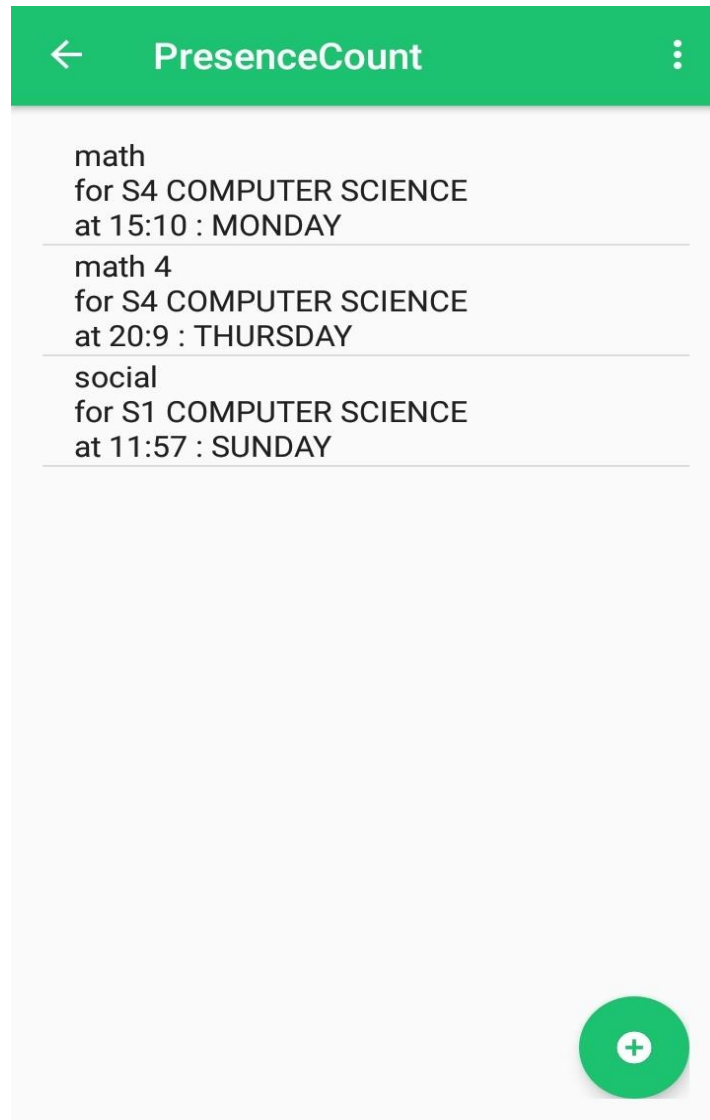 PresenceCount
math
for S4 COMPUTER SCIENCE
at 15:10 : MONDAY
math 4
for S4 COMPUTER SCIENCE
at 20:9 : THURSDAY
social
for S1 COMPUTER SCIENCE
at 11:57 : SUNDAY